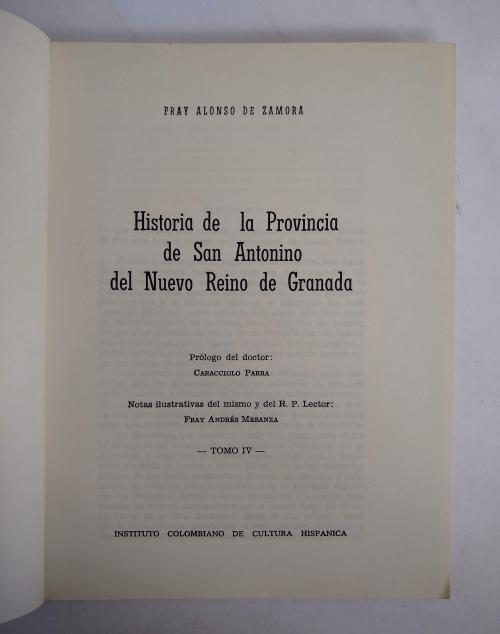 FRAY ALONSO DE ZAMORA
Historia de la Provincia
de San Antonino
del Nuevo Reino de Granada
Prólogo del doctor:
CARACCIOLO PARRA
Notas ilustrativas del mismo y del R. P. Lector:
FRAY ANDRÉS MESANZA
— TOMO IV —
INSTITUTO COLOMBIANO DE CULTURA HISPANICA